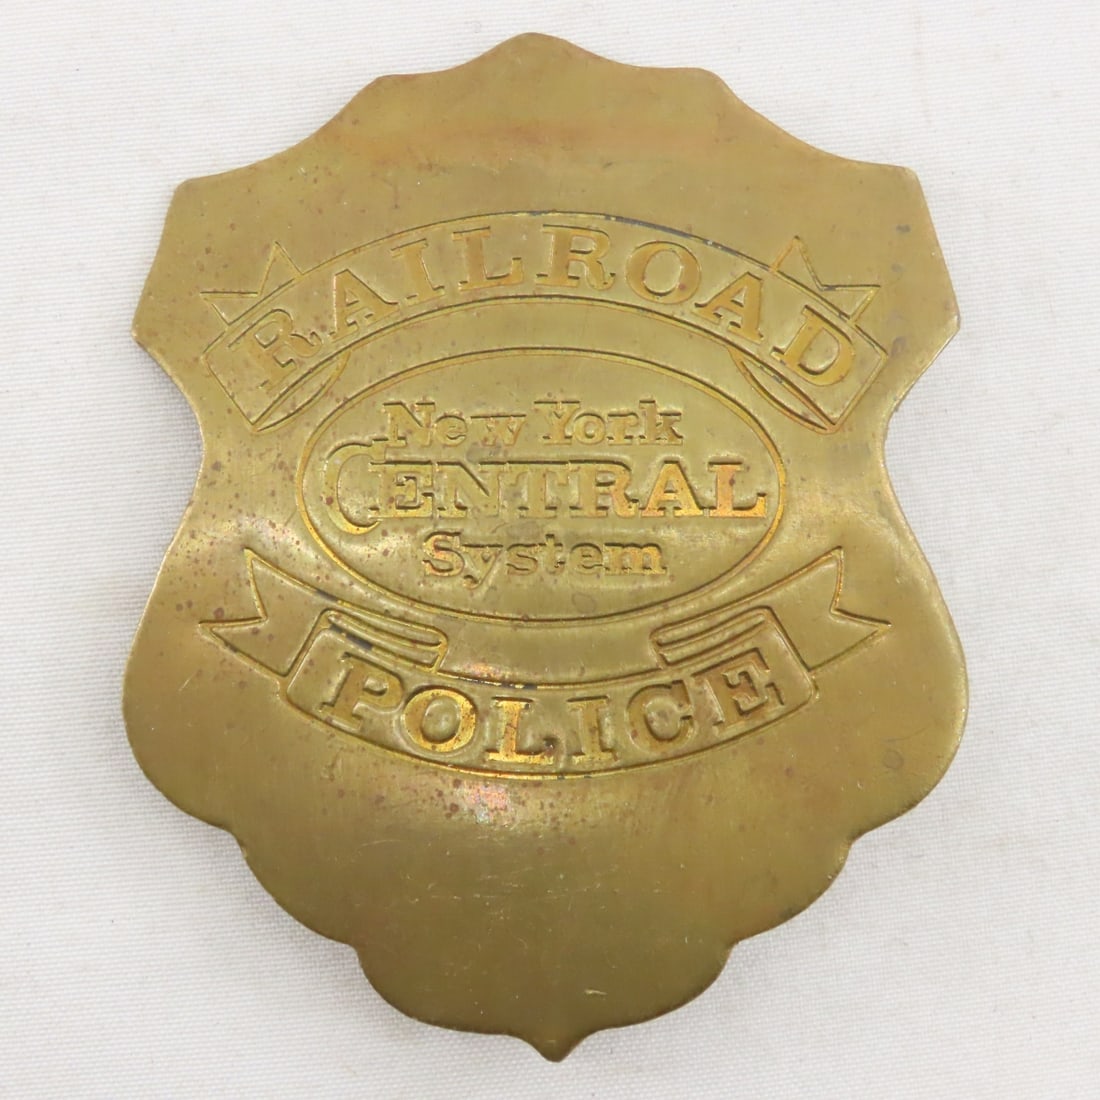 RAILROAD
New York
CENTRAL
System
POLICE